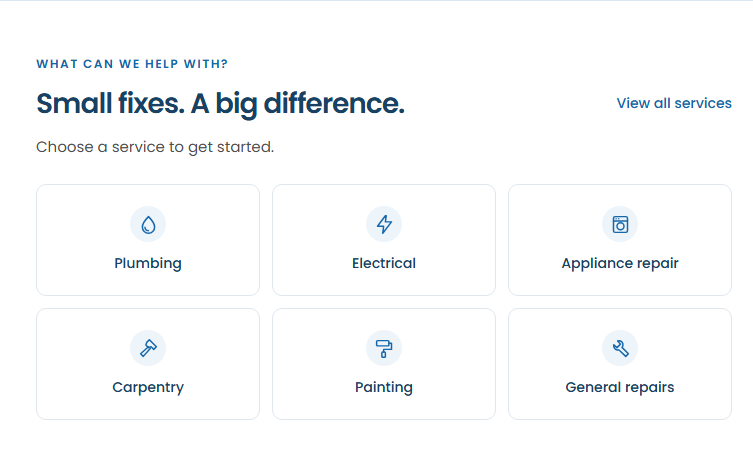 WHAT CAN WE HELP WITH?
Small fixes. A big difference.
View all services
Choose a service to get started.
Plumbing
Electrical
Appliance repair
Carpentry
Painting
General repairs